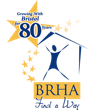 Growing With
Bristol
80 Years
BRHA
Find a Way